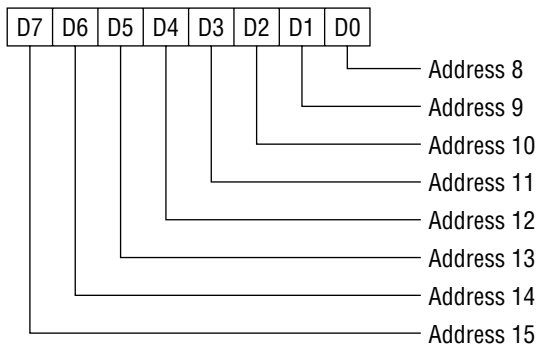 D7 D6 D5 D4 D3 D2 D1 D0
Address 8
Address 9
Address 10
Address 11
Address 12
Address 13
Address 14
Address 15